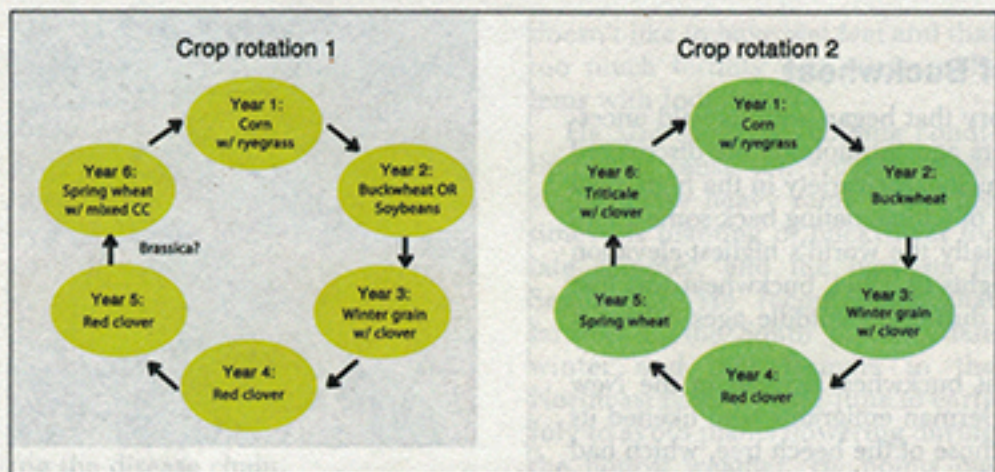 Crop rotation 1
Year 1:
Corn
w/ ryegrass
Year 2:
Buckwheat OR
Soybeans
Year 3:
Winter grain
w/ clover
Year 4:
Red clover
Year 5:
Red clover
Brassica?
Year 6:
Spring wheat
w/ mixed CC
Crop rotation 2
Year 1:
Corn
w/ ryegrass
Year 2:
Buckwheat
Year 3:
Winter grain
w/ clover
Year 4:
Red clover
Year 5:
Spring wheat
Year 6:
Triticale
w/ clover